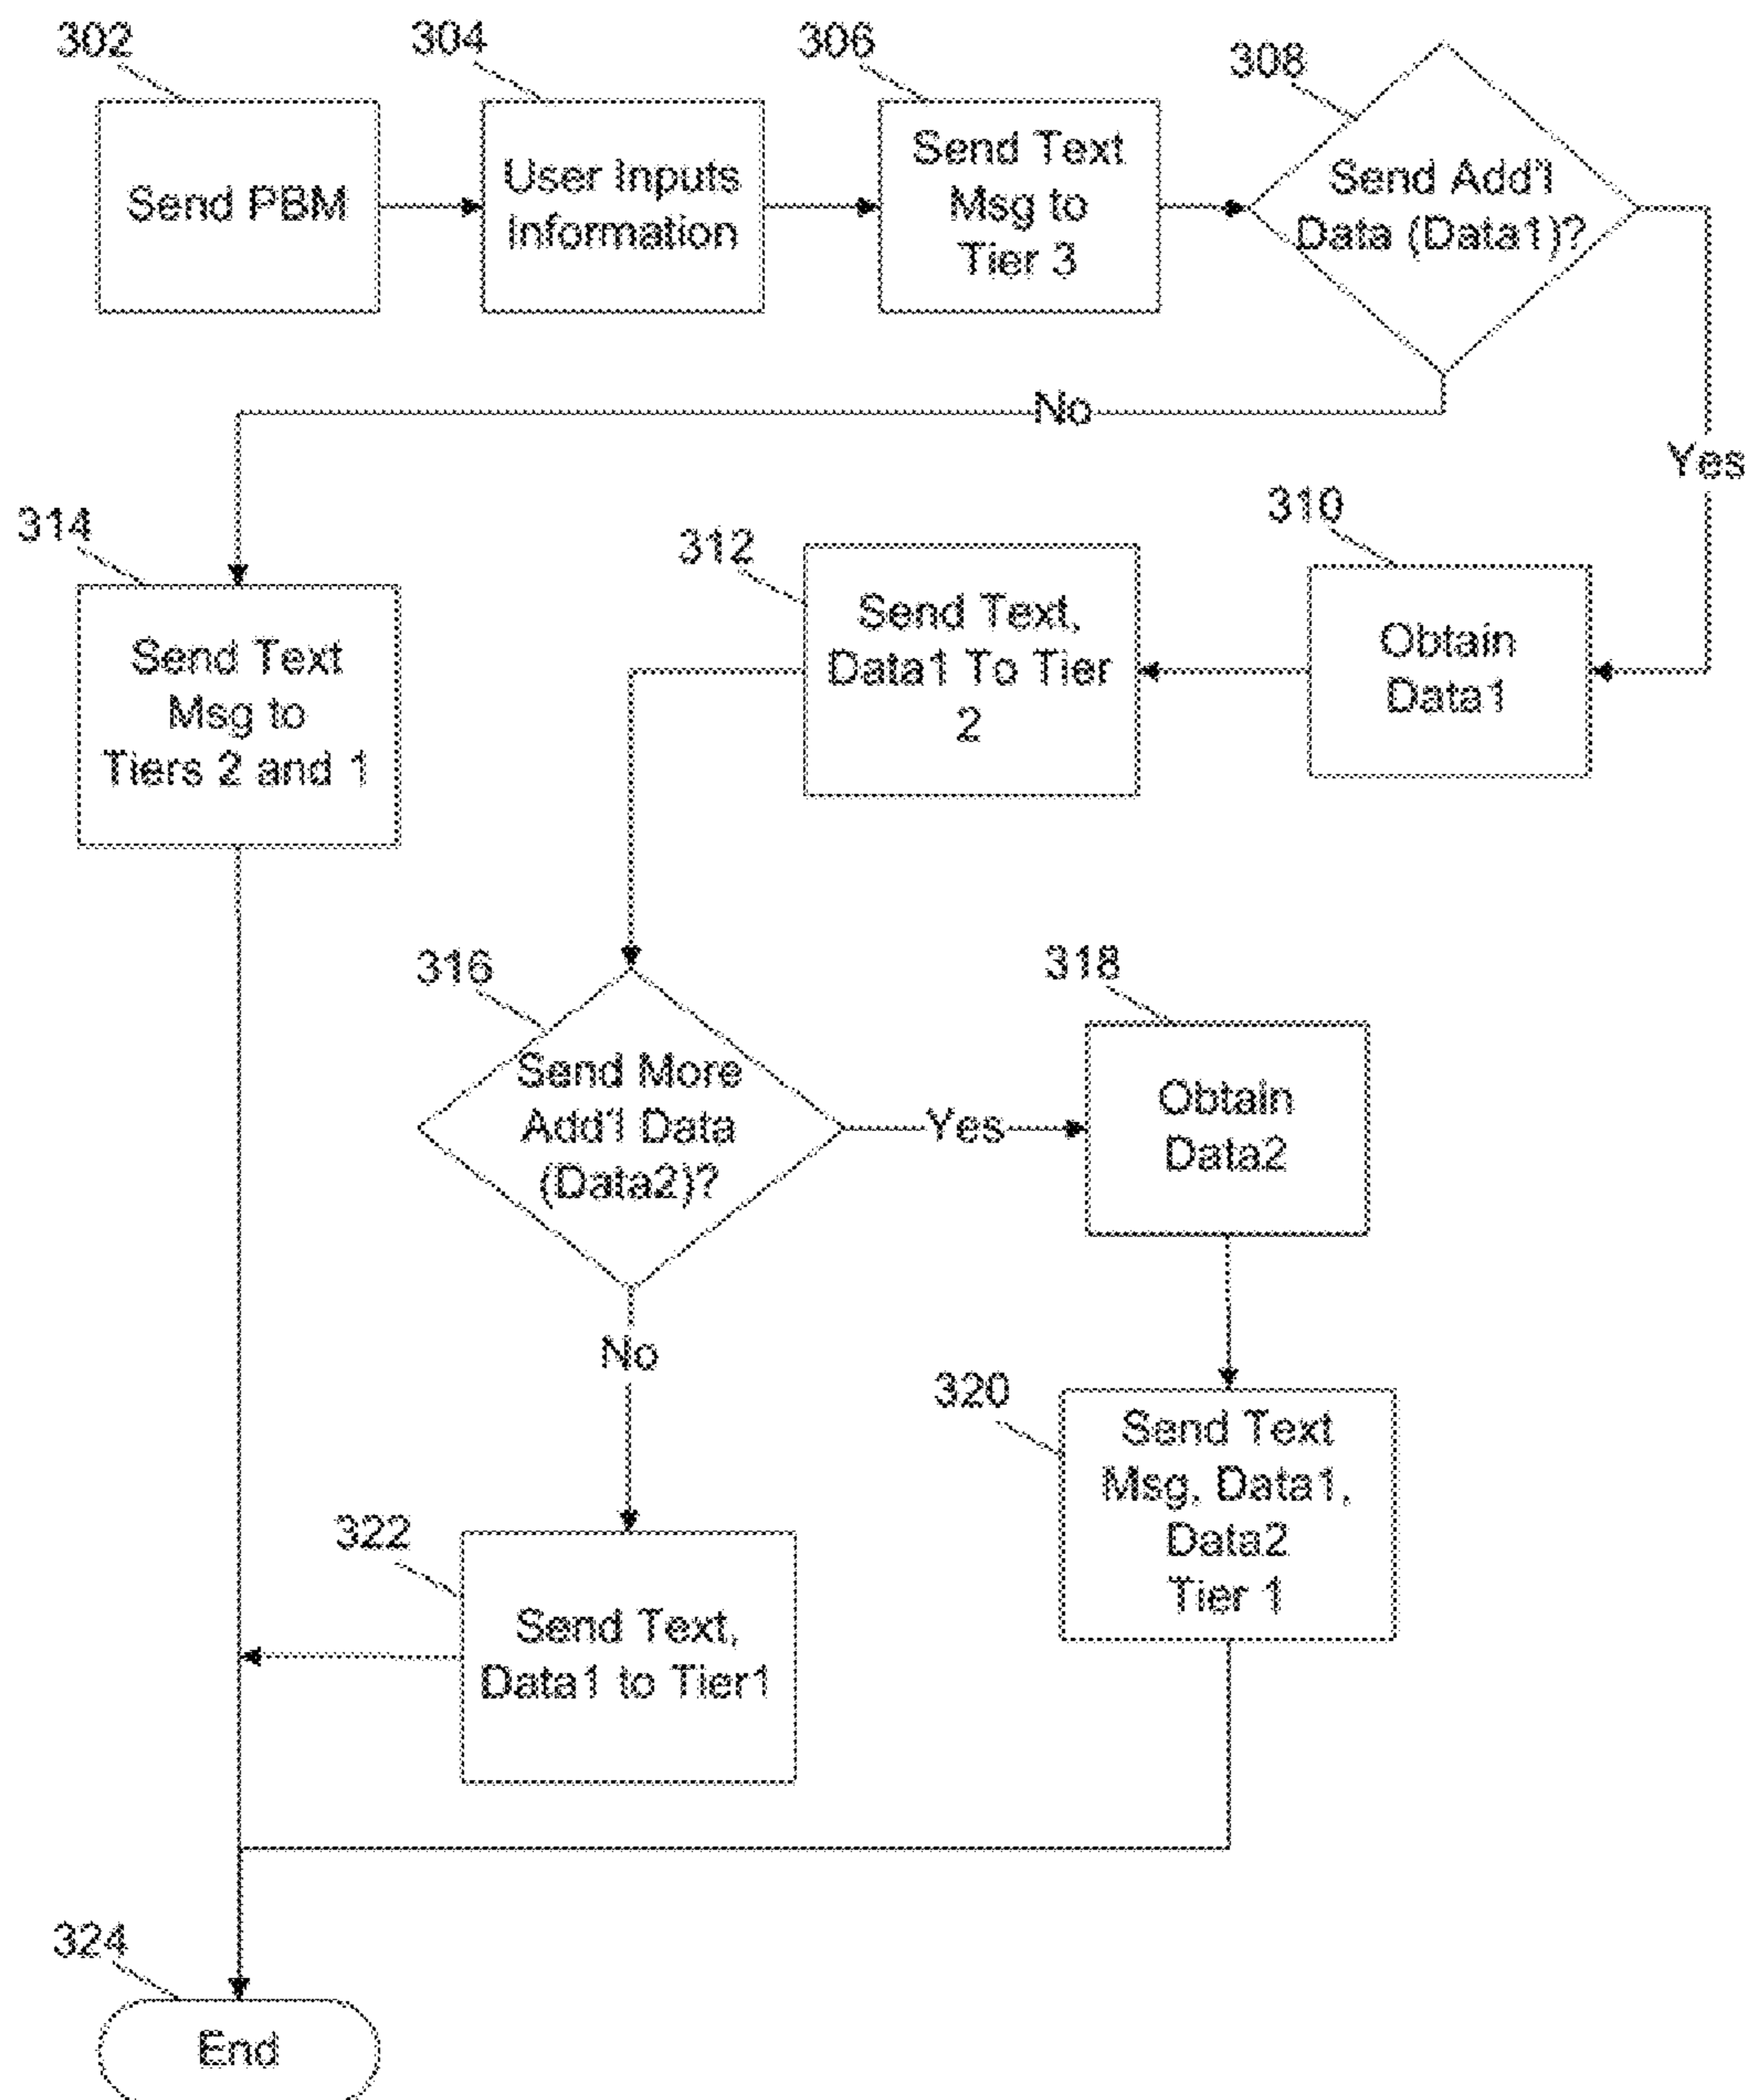 302
Send PBM
304
User Inputs
Information
306
Send Text
Msg to
Tier 3
308
Send Add'l
Data (Data1)?
No
Yes
310
Obtain
Data1
312
Send Text,
Data1 To Tier
2
314
Send Text
Msg to
Tiers 2 and 1
316
Send More
Add'l Data
(Data2)?
Yes
318
Obtain
Data2
No
320
Send Text
Msg, Data1,
Data2
Tier 1
322
Send Text,
Data1 to Tier1
324
End